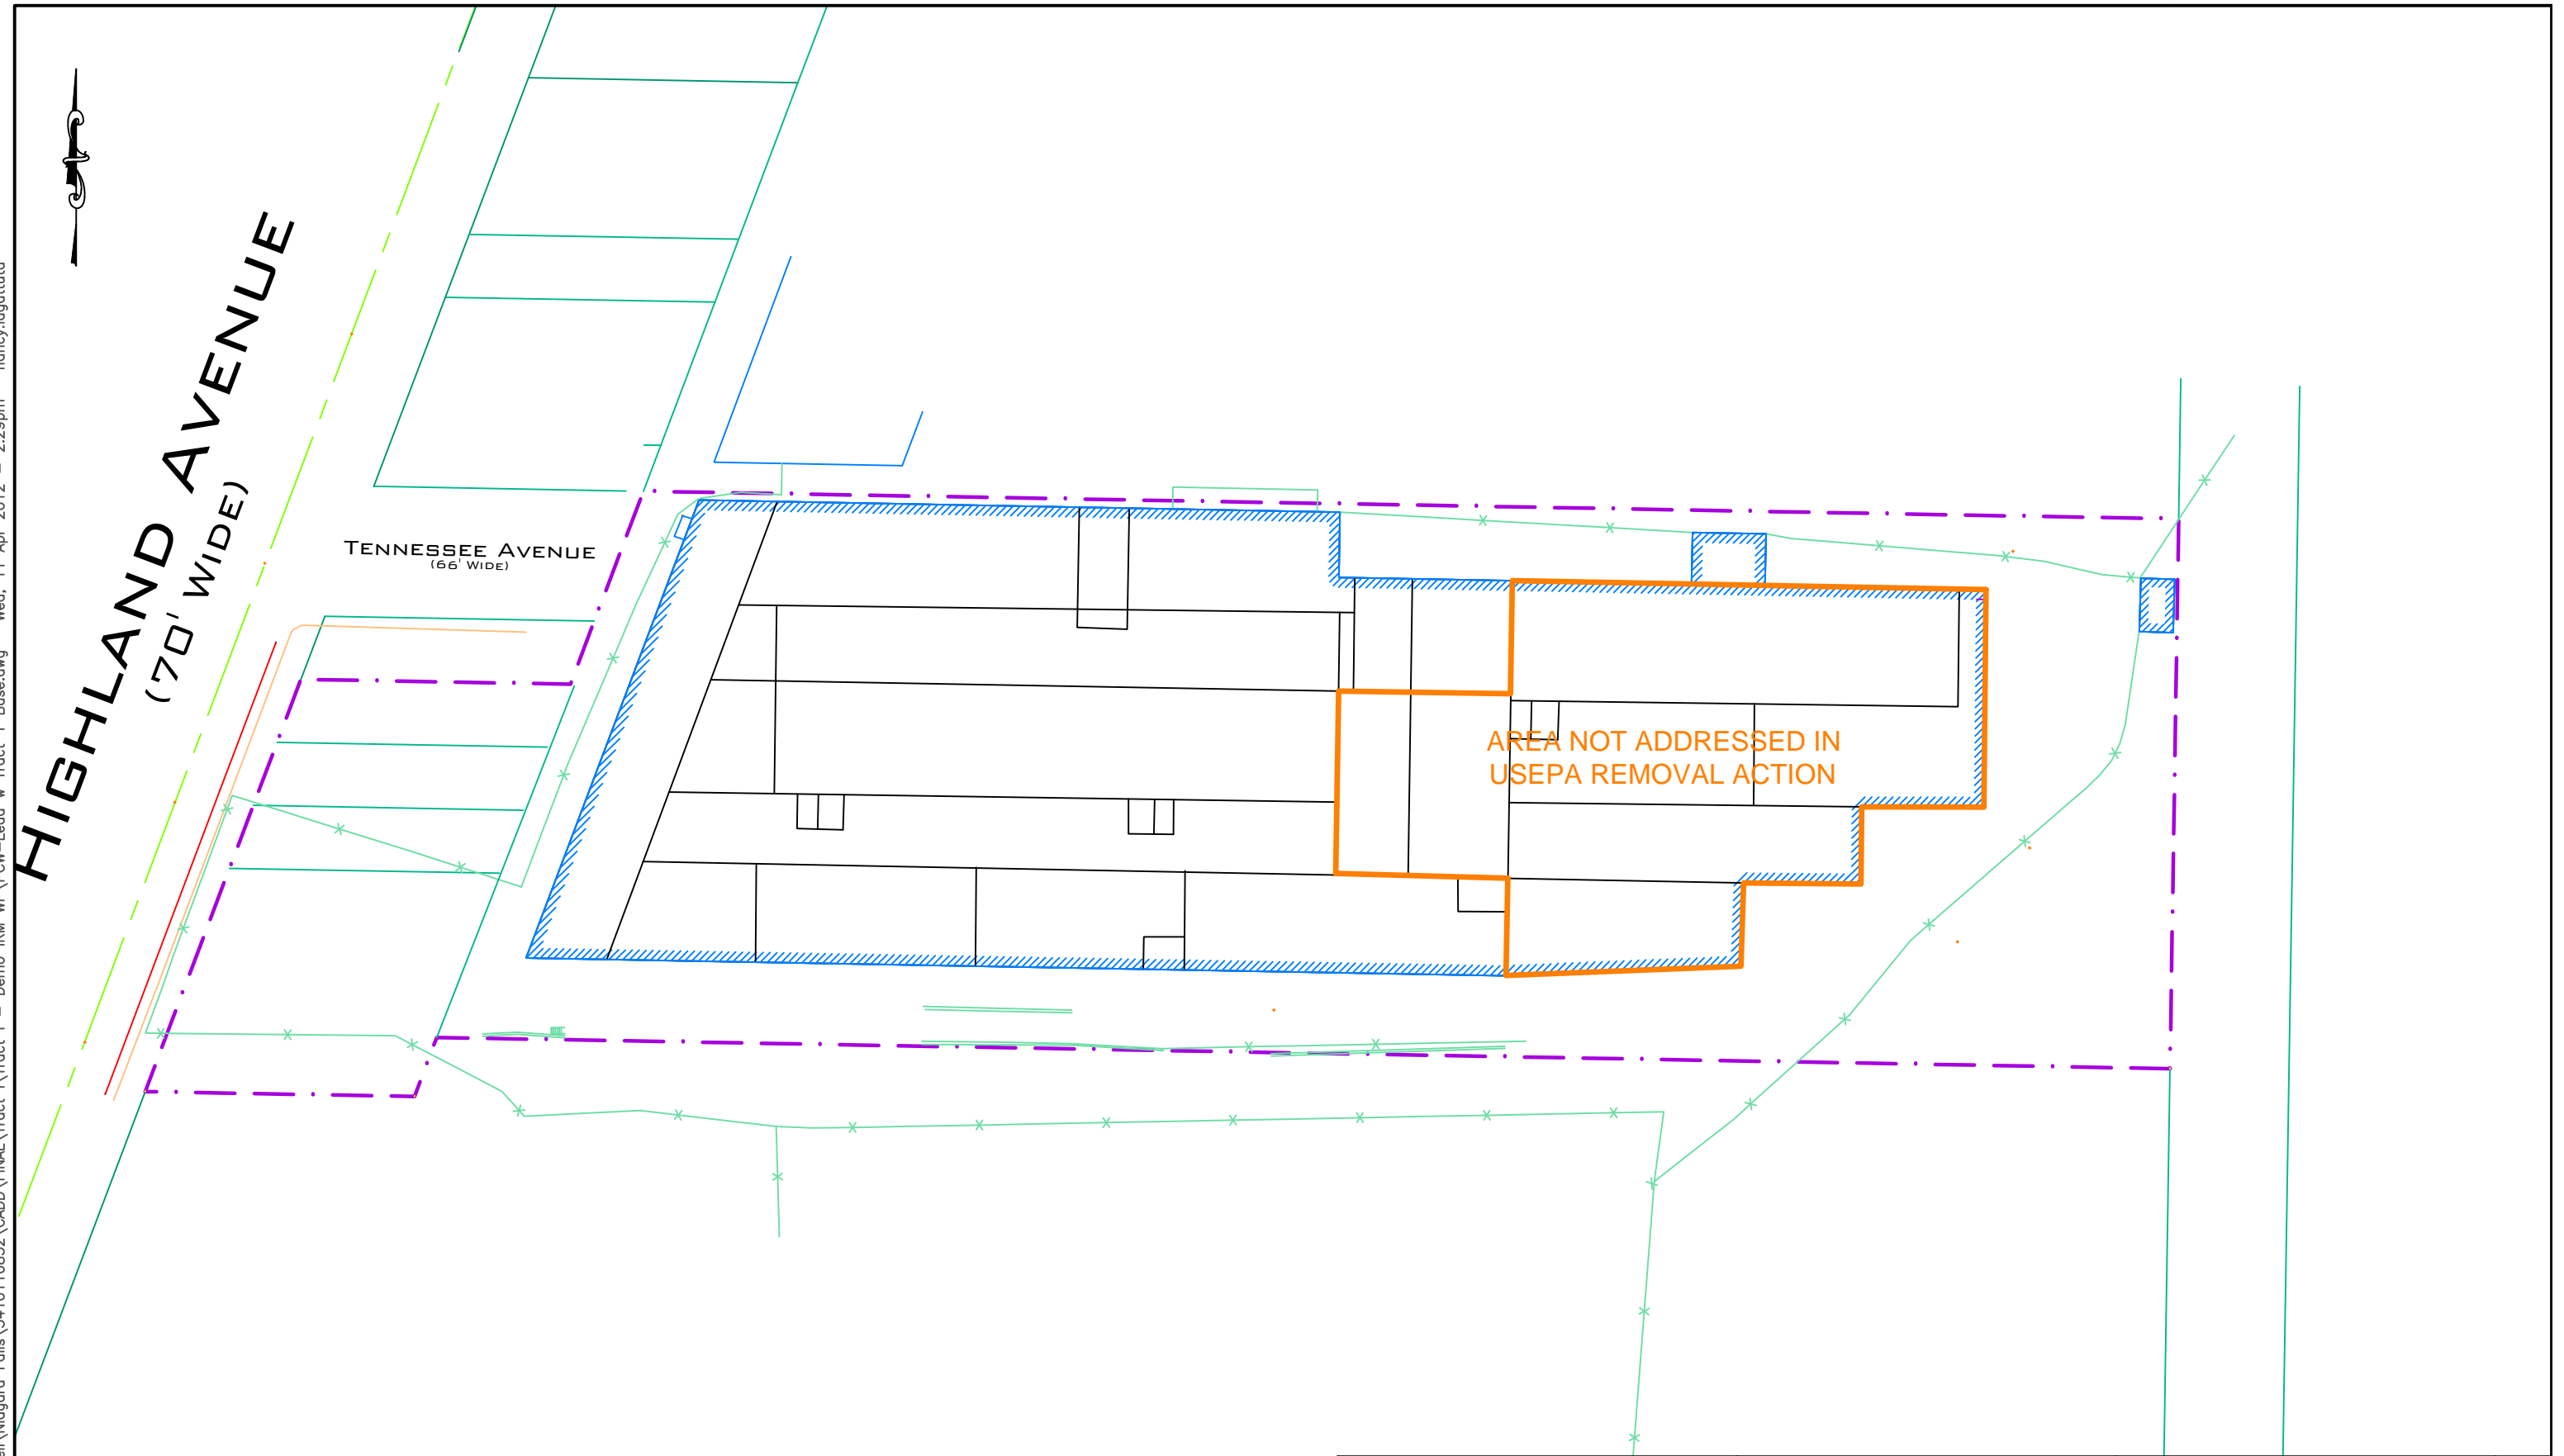 HIGHLAND AVENUE
(70' WIDE)
TENNESSEE AVENUE
(66' WIDE)
AREA NOT ADDRESSED IN
USEPA REMOVAL ACTION